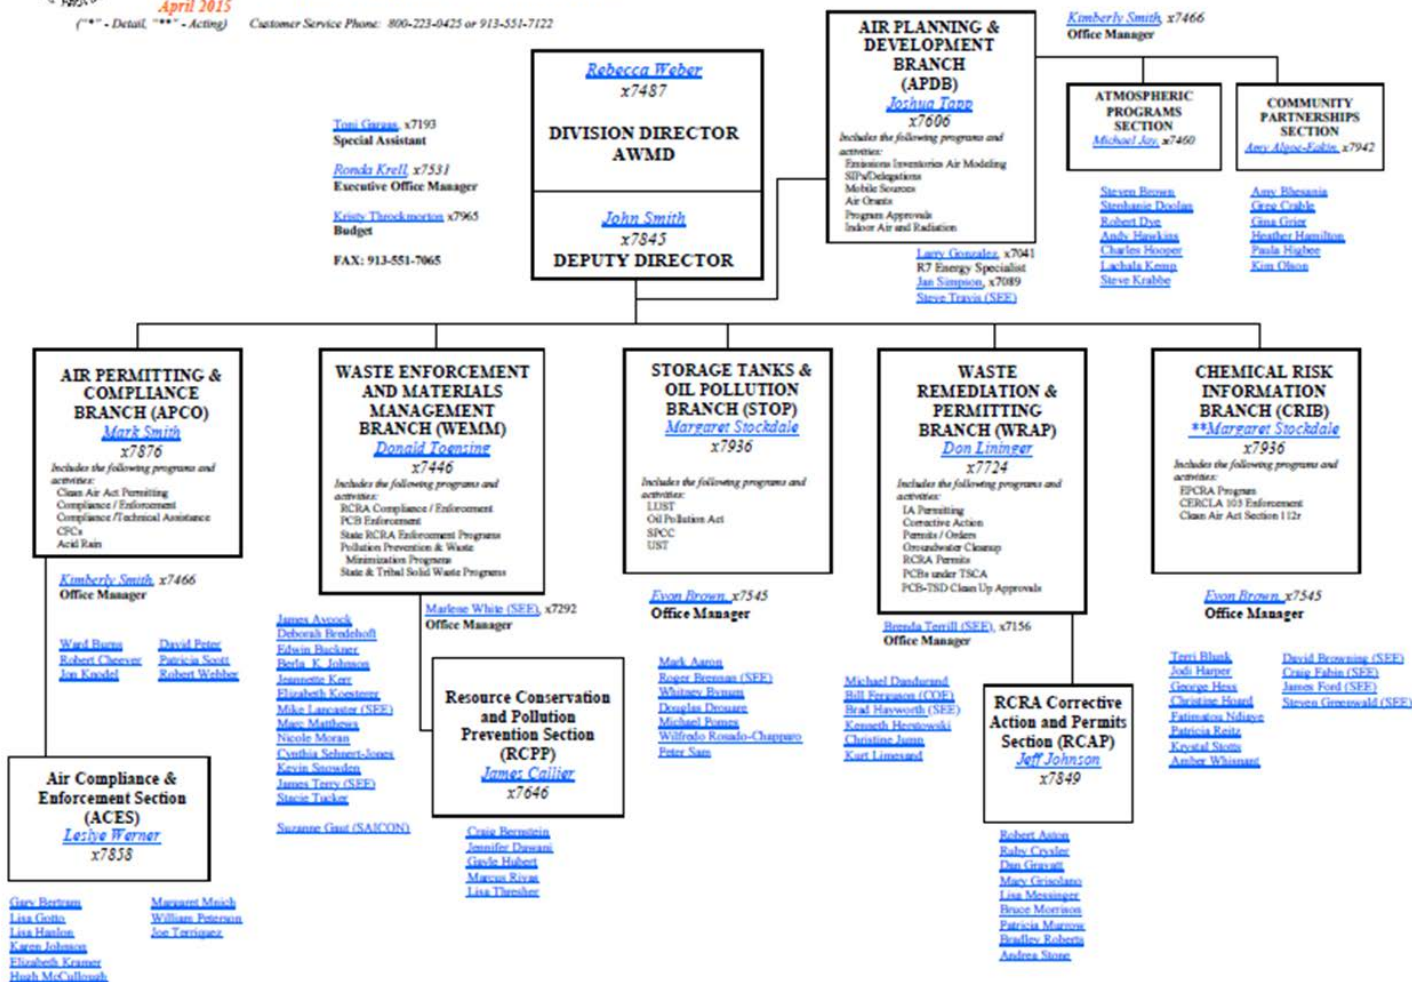 April 2015
("*" - Detail, "**" - Acting) Customer Service Phone: 800-223-0425 or 913-551-7122
Rebecca Weber
x7487
DIVISION DIRECTOR
AWMD
John Smith
x7845
DEPUTY DIRECTOR
x7193
Special Assistant
Ronda Krell, x7531
Executive Office Manager
Kristy Throckmorton x7965
Budget
FAX: 913-551-7065
AIR PLANNING &
DEVELOPMENT
BRANCH
(APDB)
Joshua Tapp
x7606
Includes the following programs and
activities:
Emissions Inventories Air Modeling
SIPs/Delegations
Mobile Sources
Air Grants
Program Approvals
Indoor Air and Radiation
Larry Gonzalez, x7041
R7 Energy Specialist
Jan Simpson, x7089
Steve Travis (SEE)
Kimberly Smith, x7466
Office Manager
ATMOSPHERIC
PROGRAMS
SECTION
Michael Jay, x7460
Steven Brown
Stephanie Doolan
Robert Dye
Andy Hawkins
Charles Hooper
Lachala Kemp
Steve Krabbe
COMMUNITY
PARTNERSHIPS
SECTION
Amy Algoe-Eakin, x7942
Amy Bhesania
Greg Crable
Gina Grier
Heather Hamilton
Paula Higbee
Kim Olson
AIR PERMITTING &
COMPLIANCE
BRANCH (APCO)
Mark Smith
x7876
Includes the following programs and
activities:
Clean Air Act Permitting
Compliance / Enforcement
Compliance /Technical Assistance
CFCs
Acid Rain
Kimberly Smith, x7466
Office Manager
Ward Burns
Robert Cheever
Jon Knodel
David Peter
Patricia Scott
Robert Webber
Air Compliance &
Enforcement Section
(ACES)
Leslye Werner
x7858
Gary Bertram
Lisa Gotto
Lisa Hanlon
Karen Johnson
Elizabeth Kramer
Hugh McCullough
Margaret Mnich
William Peterson
Joe Terriquez
WASTE ENFORCEMENT
AND MATERIALS
MANAGEMENT
BRANCH (WEMM)
Donald Toensing
x7446
Includes the following programs and
activities:
RCRA Compliance / Enforcement
PCB Enforcement
State RCRA Enforcement Programs
Pollution Prevention & Waste
Minimization Programs
State & Tribal Solid Waste Programs
Marlene White (SEE), x7292
Office Manager
James Aycock
Deborah Bredehoft
Edwin Buckner
Berla K. Johnson
Jeannette Kerr
Elizabeth Koesterer
Mike Lancaster (SEE)
Marc Matthews
Nicole Moran
Cynthia Sehnert-Jones
Kevin Snowden
James Terry (SEE)
Stacie Tucker
Suzanne Gaut (SAICON)
Resource Conservation
and Pollution
Prevention Section
(RCPP)
James Callier
x7646
Craig Bernstein
Jennifer Dawani
Gayle Hubert
Marcus Rivas
Lisa Thresher
STORAGE TANKS &
OIL POLLUTION
BRANCH (STOP)
Margaret Stockdale
x7936
Includes the following programs and
activities:
LUST
Oil Pollution Act
SPCC
UST
Evan Brown, x7545
Office Manager
Mark Aaron
Roger Brennan (SEE)
Whitney Bynum
Douglas Drouare
Michael Pomes
Wilfredo Rosado-Chapparo
Peter Sam
WASTE
REMEDIATION &
PERMITTING
BRANCH (WRAP)
Don Lininger
x7724
Includes the following programs and
activities:
IA Permitting
Corrective Action
Permits / Orders
Groundwater Cleanup
RCRA Permits
PCBs under TSCA
PCB-TSD Clean Up Approvals
Brenda Terrill (SEE), x7156
Office Manager
Michael Dandurand
Bill Ferguson (COE)
Brad Hayworth (SEE)
Kenneth Herstowski
Christine Jump
Kurt Limesand
RCRA Corrective
Action and Permits
Section (RCAP)
Jeff Johnson
x7849
Robert Aston
Ruby Crysler
Dan Gravatt
Mary Grisolano
Lisa Messinger
Bruce Morrison
Patricia Murrow
Bradley Roberts
Andrea Stone
CHEMICAL RISK
INFORMATION
BRANCH (CRIB)
**Margaret Stockdale
x7936
Includes the following programs and
activities:
EPCRA Program
CERCLA 103 Enforcement
Clean Air Act Section 112r
Evan Brown, x7545
Office Manager
Terri Blunk
Jodi Harper
George Hess
Christine Hoard
Fatimatou Ndiaye
Patricia Reitz
Krystal Stotts
Amber Whisnant
David Browning (SEE)
Craig Fabin (SEE)
James Ford (SEE)
Steven Greenwald (SEE)